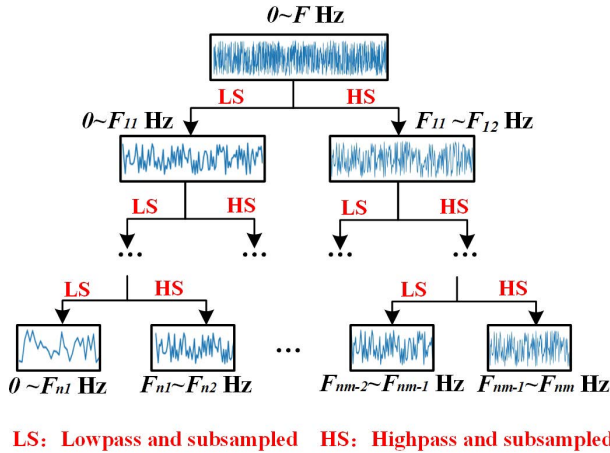 0~F Hz
LS HS
0~F11 Hz F11~F12 Hz
LS HS LS HS
... ... ... ...
LS HS LS HS
...
0~Fn1 Hz Fn1~Fn2 Hz Fnm-2~Fnm-1 Hz Fnm-1~Fnm Hz
LS: Lowpass and subsampled HS: Highpass and subsampled